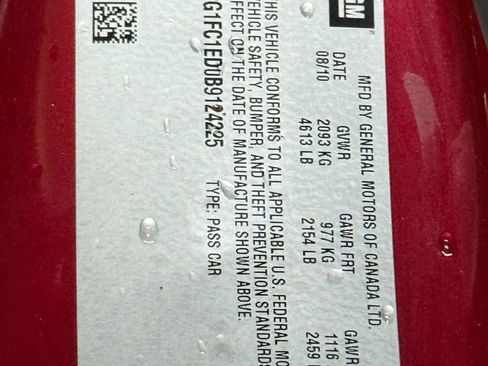 GM
MFD BY GENERAL MOTORS OF CANADA LTD.
DATE GVWR GAWR FRT GAWR
08/10 2093 KG 977 KG 1116
4613 LB 2154 LB 2459
THIS VEHICLE CONFORMS TO ALL APPLICABLE U.S. FEDERAL
VEHICLE SAFETY, BUMPER, AND THEFT PREVENTION STANDARDS
EFFECT ON THE DATE OF MANUFACTURE SHOWN ABOVE.
G1FC1ED0B9124225 TYPE: PASS CAR